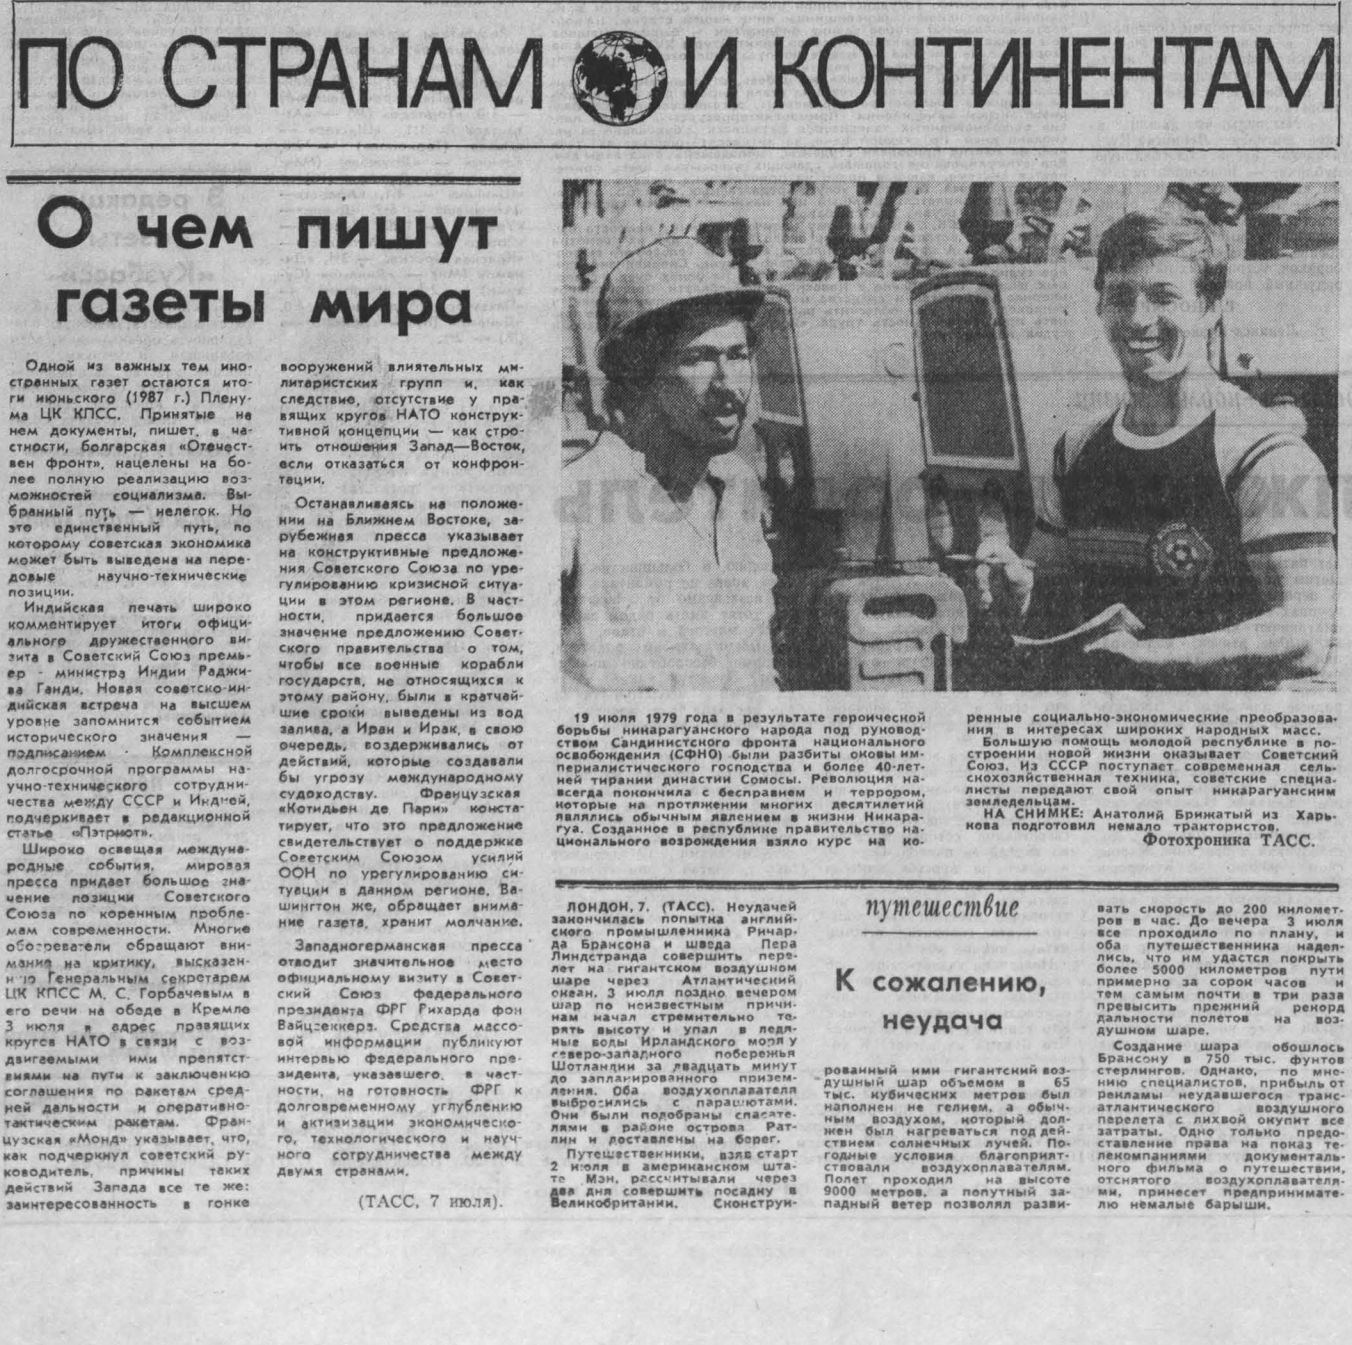 ПО СТРАНАМ И КОНТИНЕНТАМ
О чем пишут
газеты мира
Одной из важных тем ино-
странных газет остаются ито-
ги июньского (1987 г.) Плену-
ма ЦК КПСС. Принятые на
нем документы, пишет, в ча-
стности, болгарская «Отечест-
вен фронт», нацелены на бо-
лее полную реализацию воз-
можностей социализма. Вы-
бранный путь — нелегок. Но
это единственный путь, по
которому советская экономика
может быть выведена на пере-
довые научно-технические
позиции.
Индийская печать широко
комментирует итоги офици-
ального дружественного ви-
зита в Советский Союз премь-
ер - министра Индии Раджи-
ва Ганди. Новая советско-ин-
дийская встреча на высшем
уровне запомнится событием
исторического значения —
подписанием Комплексной
долгосрочной программы на-
учно-технического сотрудни-
чества между СССР и Индией,
подчеркивает в редакционной
статье «Пэтриот».
Широко освещая междуна-
родные события, мировая
пресса придает большое зна-
чение позиции Советского
Союза по коренным пробле-
мам современности. Многие
обозреватели обращают вни-
мание на критику, высказан-
ную Генеральным секретарем
ЦК КПСС М. С. Горбачевым в
его речи на обеде в Кремле
3 июля в адрес правящих
кругов НАТО в связи с воз-
двигаемыми ими препятст-
виями на пути к заключению
соглашения по ракетам сред-
ней дальности и оперативно-
тактическим ракетам. Фран-
цузская «Монд» указывает, что,
как подчеркнул советский ру-
ководитель, причины таких
действий Запада все те же:
заинтересованность в гонке
вооружений влиятельных ми-
литаристских групп и, как
следствие, отсутствие у пра-
вящих кругов НАТО конструк-
тивной концепции — как стро-
ить отношения Запад—Восток,
если отказаться от конфрон-
тации.
Останавливаясь на положе-
нии на Ближнем Востоке, за-
рубежная пресса указывает
на конструктивные предложе-
ния Советского Союза по уре-
гулированию кризисной ситуа-
ции в этом регионе. В част-
ности, придается большое
значение предложению Совет-
ского правительства о том,
чтобы все военные корабли
государств, не относящихся к
этому району, были в кратчай-
шие сроки выведены из вод
залива, а Иран и Ирак, в свою
очередь, воздерживались от
действий, которые создавали
бы угрозу международному
судоходству. Французская
«Котидьен де Пари» конста-
тирует, что это предложение
свидетельствует о поддержке
Советским Союзом усилий
ООН по урегулированию си-
туации в данном регионе. Ва-
шингтон же, обращает внима-
ние газета, хранит молчание.
Западногерманская пресса
отводит значительное место
официальному визиту в Совет-
ский Союз федерального
президента ФРГ Рихарда фон
Вайцзеккера. Средства массо-
вой информации публикуют
интервью федерального пре-
зидента, указавшего, в част-
ности, на готовность ФРГ к
долговременному углублению
и активизации экономическо-
го, технологического и науч-
ного сотрудничества между
двумя странами.
(ТАСС, 7 июля).
19 июля 1979 года в результате героической
борьбы никарагуанского народа под руковод-
ством Сандинистского фронта национального
освобождения (СФНО) были разбиты оковы им-
периалистического господства и более 40-лет-
ней тирании династии Сомосы. Революция на-
всегда покончила с бесправием и террором,
которые на протяжении многих десятилетий
являлись обычным явлением в жизни Никара-
гуа. Созданное в республике правительство на-
ционального возрождения взяло курс на ко-
ренные социально-экономические преобразова-
ния в интересах широких народных масс.
Большую помощь молодой республике в по-
строении новой жизни оказывает Советский
Союз. Из СССР поступает современная сель-
скохозяйственная техника, советские специа-
листы передают свой опыт никарагуанским
земледельцам.
НА СНИМКЕ: Анатолий Брижатый из Харь-
кова подготовил немало трактористов.
Фотохроника ТАСС.
ЛОНДОН, 7. (ТАСС). Неудачей
закончилась попытка англий-
ского промышленника Ричар-
да Брансона и шведа Пера
Линдстранда совершить пере-
лет на гигантском воздушном
шаре через Атлантический
океан. 3 июля поздно вечером
шар по неизвестным причи-
нам начал стремительно те-
рять высоту и упал в ледя-
ные воды Ирландского моря у
северо-западного побережья
Шотландии за двадцать минут
до запланированного призем-
ления. Оба воздухоплавателя
выбросились с парашютами.
Они были подобраны спасате-
лями в районе острова Рат-
лин и доставлены на берег.
Путешественники, взяв старт
2 июля в американском шта-
те Мэн, рассчитывали через
два дня совершить посадку в
Великобритании. Сконструи-
путешествие
К сожалению,
неудача
рованный ими гигантский воз-
душный шар объемом в 65
тыс. кубических метров был
наполнен не гелием, а обыч-
ным воздухом, который дол-
жен был нагреваться под дей-
ствием солнечных лучей. По-
годные условия благоприят-
ствовали воздухоплавателям.
Полет проходил на высоте
9000 метров, а попутный за-
падный ветер позволял разви-
вать скорость до 200 километ-
ров в час. До вечера 3 июля
все проходило по плану, и
оба путешественника надея-
лись, что им удастся покрыть
более 5000 километров пути
примерно за сорок часов и
тем самым почти в три раза
превысить прежний рекорд
дальности полетов на воз-
душном шаре.
Создание шара обошлось
Брансону в 750 тыс. фунтов
стерлингов. Однако, по мне-
нию специалистов, прибыль от
рекламы неудавшегося транс-
атлантического воздушного
перелета с лихвой окупит все
затраты. Одно только предо-
ставление права на показ те-
лекомпаниями документаль-
ного фильма о путешествии,
отснятого воздухоплавателя-
ми, принесет предпринимате-
лю немалые барыши.